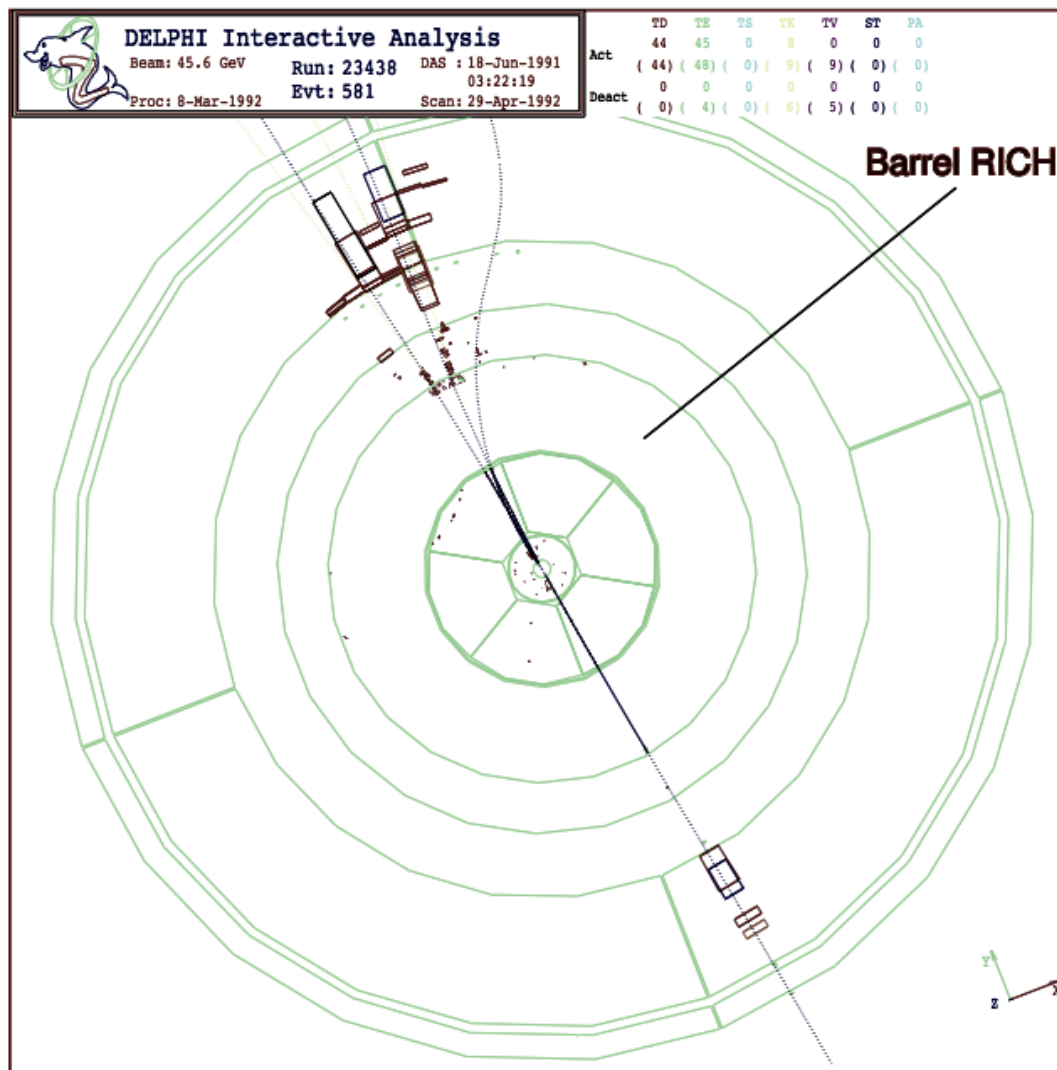 DELPHI Interactive Analysis
Beam: 45.6 GeV Run: 23438 DAS : 18-Jun-1991
03:22:19
Evt: 581
Proc: 8-Mar-1992 Scan: 29-Apr-1992
TD TE TS TK TV ST PA
Act 44 45 0 8 0 0 0
( 44) ( 48) ( 0) ( 9) ( 9) ( 0) ( 0)
Deact 0 0 0 0 0 0 0
( 0) ( 4) ( 0) ( 6) ( 5) ( 0) ( 0)
Barrel RICH
Y
Z X